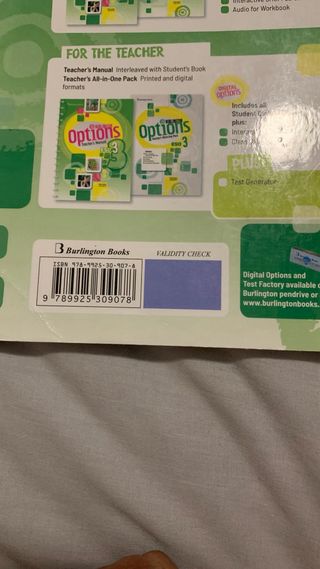 Audio for Workbook
FOR THE TEACHER
Teacher's Manual Interleaved with Student's Book
Teacher's All-in-One Pack Printed and digital
formats
DIGITAL
Options
Includes all
Student
plus:
Options
Teacher's Manual
ESO 3
Options
ESO 3
Test Generator
Burlington Books
VALIDITY CHECK
ISBN 978-9925-30-907-8
9 789925 309078
Digital Options and
Test Factory available
Burlington pendrive or
www.burlingtonbooks.